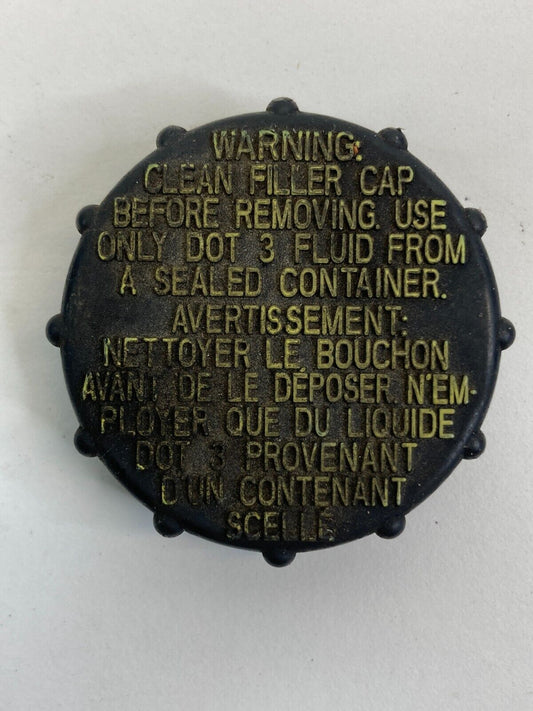 WARNING:
CLEAN FILLER CAP
BEFORE REMOVING. USE
ONLY DOT 3 FLUID FROM
A SEALED CONTAINER.
AVERTISSEMENT:
NETTOYER LE BOUCHON
AVANT DE LE DÉPOSER N'EM-
PLOYER QUE DU LIQUIDE
DOT 3 PROVENANT
D'UN CONTENANT
SCELLÉ